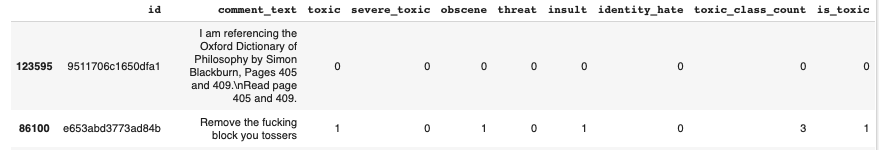 id comment_text toxic severe_toxic obscene threat insult identity_hate toxic_class_count is_toxic
I am referencing the
Oxford Dictionary of
Philosophy by Simon
123595 9511706c1650dfa1 Blackburn, Pages 405 0 0 0 0 0 0 0 0
and 409.\nRead page
405 and 409.
86100 e653abd3773ad84b Remove the fucking 1 0 1 0 1 0 3 1
block you tossers